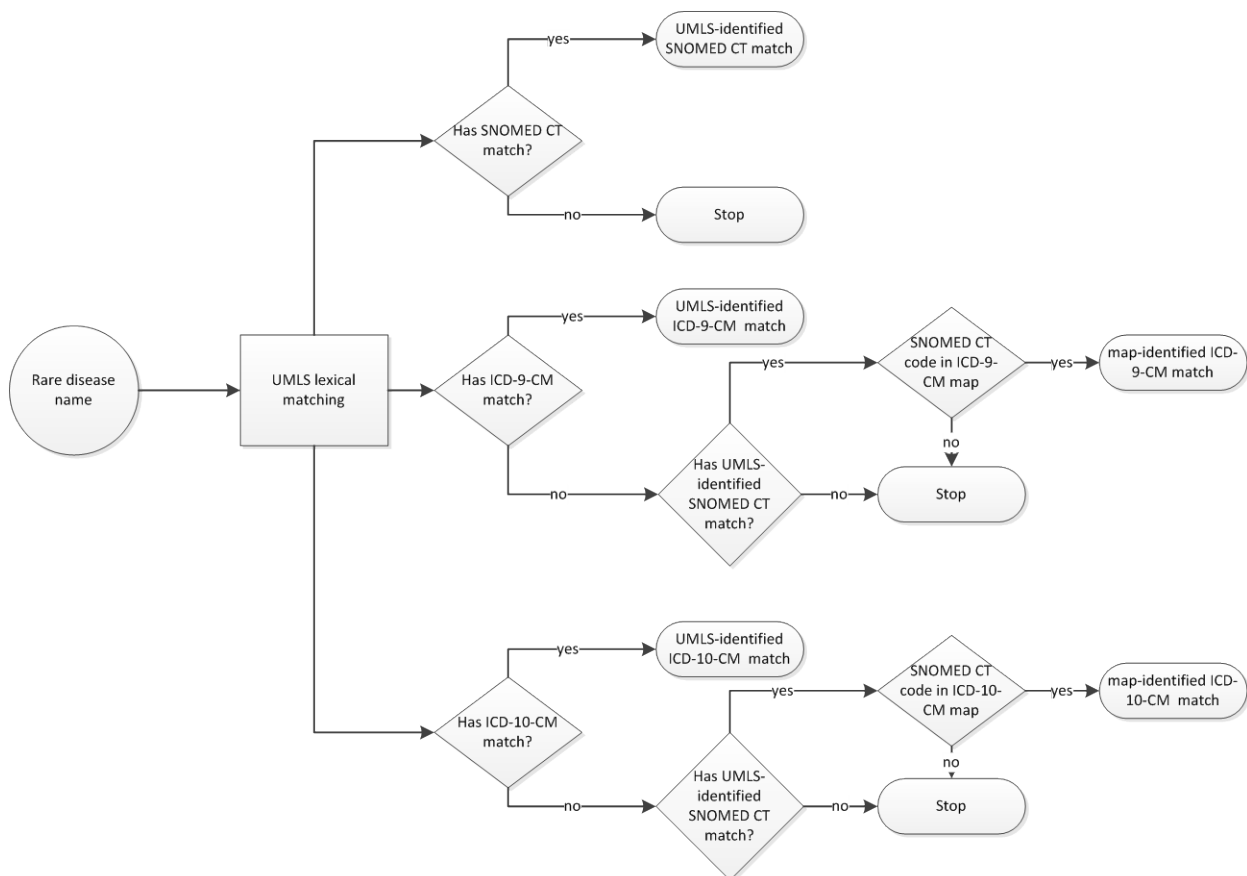 Rare disease
name
UMLS lexical
matching
Has SNOMED CT
match?
yes
UMLS-identified
SNOMED CT match
no
Stop
Has ICD-9-CM
match?
yes
UMLS-identified
ICD-9-CM  match
no
Has UMLS-
identified
SNOMED CT
match?
yes
SNOMED CT
code in ICD-9-
CM map
yes
map-identified ICD-
9-CM match
no
no
Stop
Has ICD-10-CM
match?
yes
UMLS-identified
ICD-10-CM  match
no
Has UMLS-
identified
SNOMED CT
match?
yes
SNOMED CT
code in ICD-10-
CM map
yes
map-identified ICD-
10-CM  match
no
no
Stop